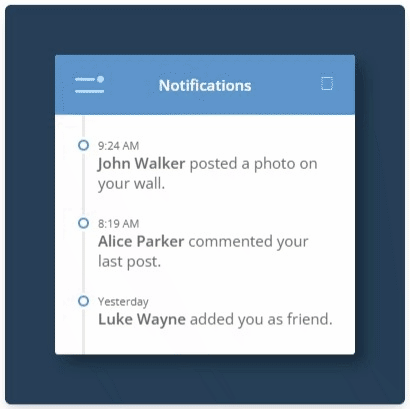 Notifications
9:24 AM
John Walker posted a photo on
your wall.
8:19 AM
Alice Parker commented your
last post.
Yesterday
Luke Wayne added you as friend.